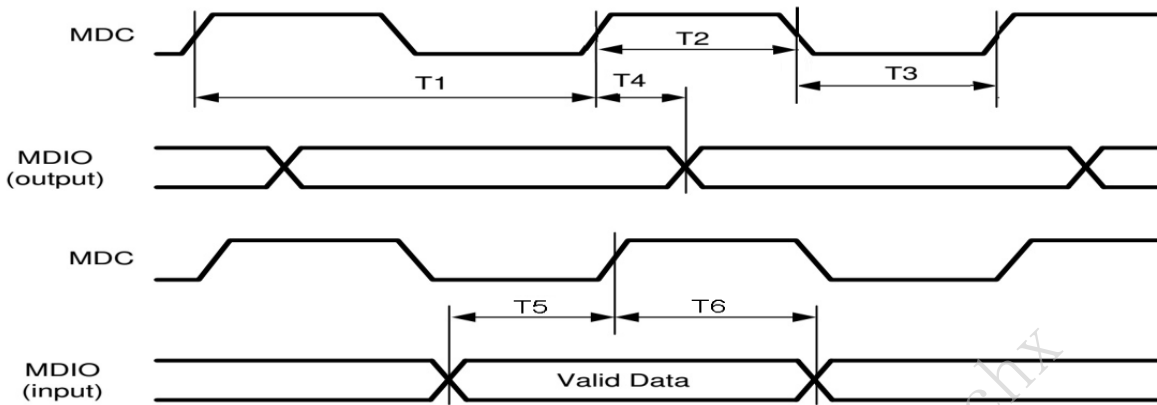 MDC
T2
T1
T4
T3
MDIO
(output)
MDC
T5
T6
MDIO
(input)
Valid Data